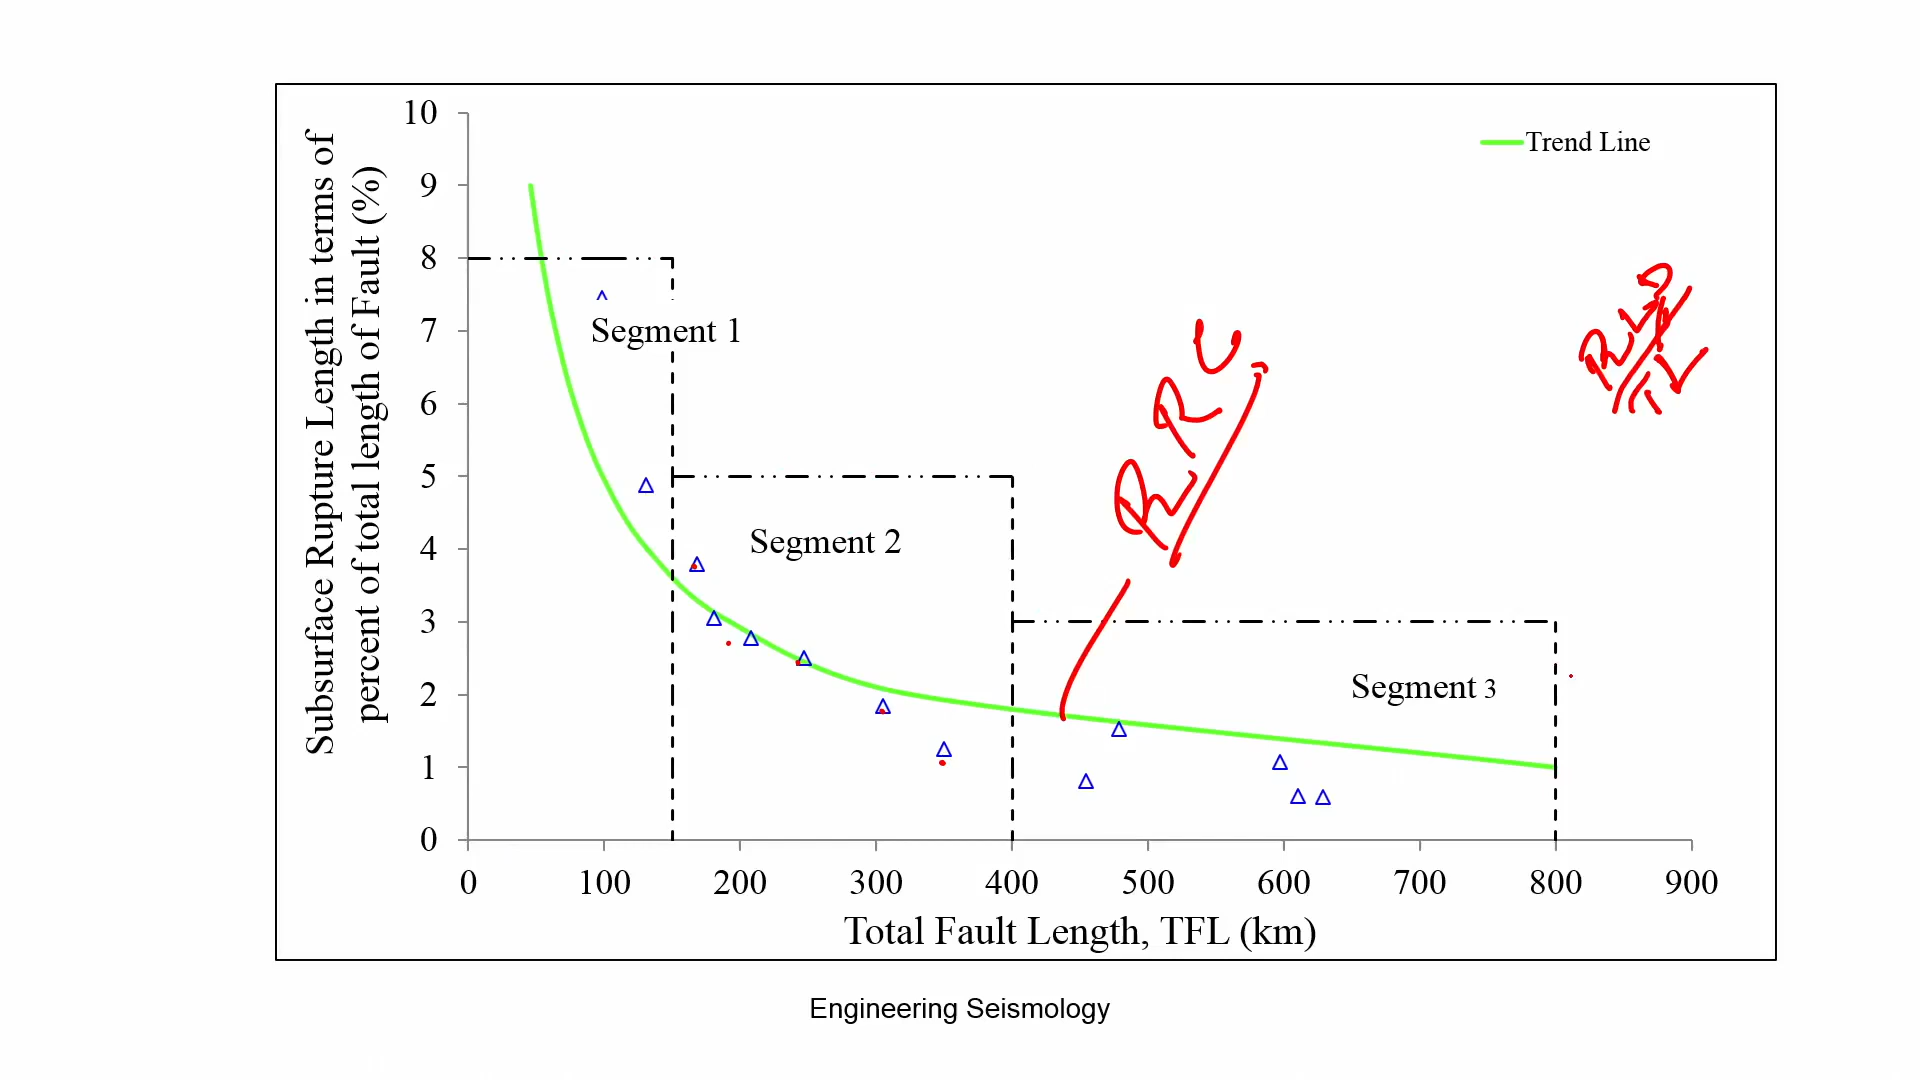 10
9
8
7
6
5
4
3
2
1
0
Subsurface Rupture Length in terms of
percent of total length of Fault (%)
Trend Line
Segment 1
Segment 2
Segment 3
RRC
0 100 200 300 400 500 600 700 800 900
Total Fault Length, TFL (km)
Engineering Seismology